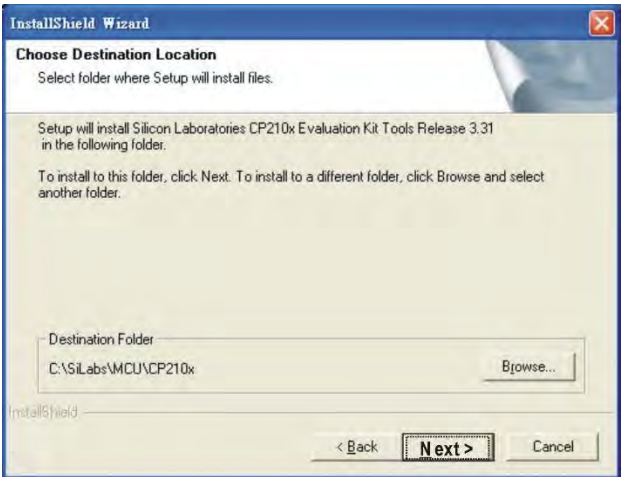 InstallShield Wizard
Choose Destination Location
Select folder where Setup will install files.
Setup will install Silicon Laboratories CP210x Evaluation Kit Tools Release 3.31
in the following folder.
To install to this folder, click Next. To install to a different folder, click Browse and select
another folder.
Destination Folder
C:\SiLabs\MCU\CP210x
Browse...
InstallShield
< Back
Next >
Cancel